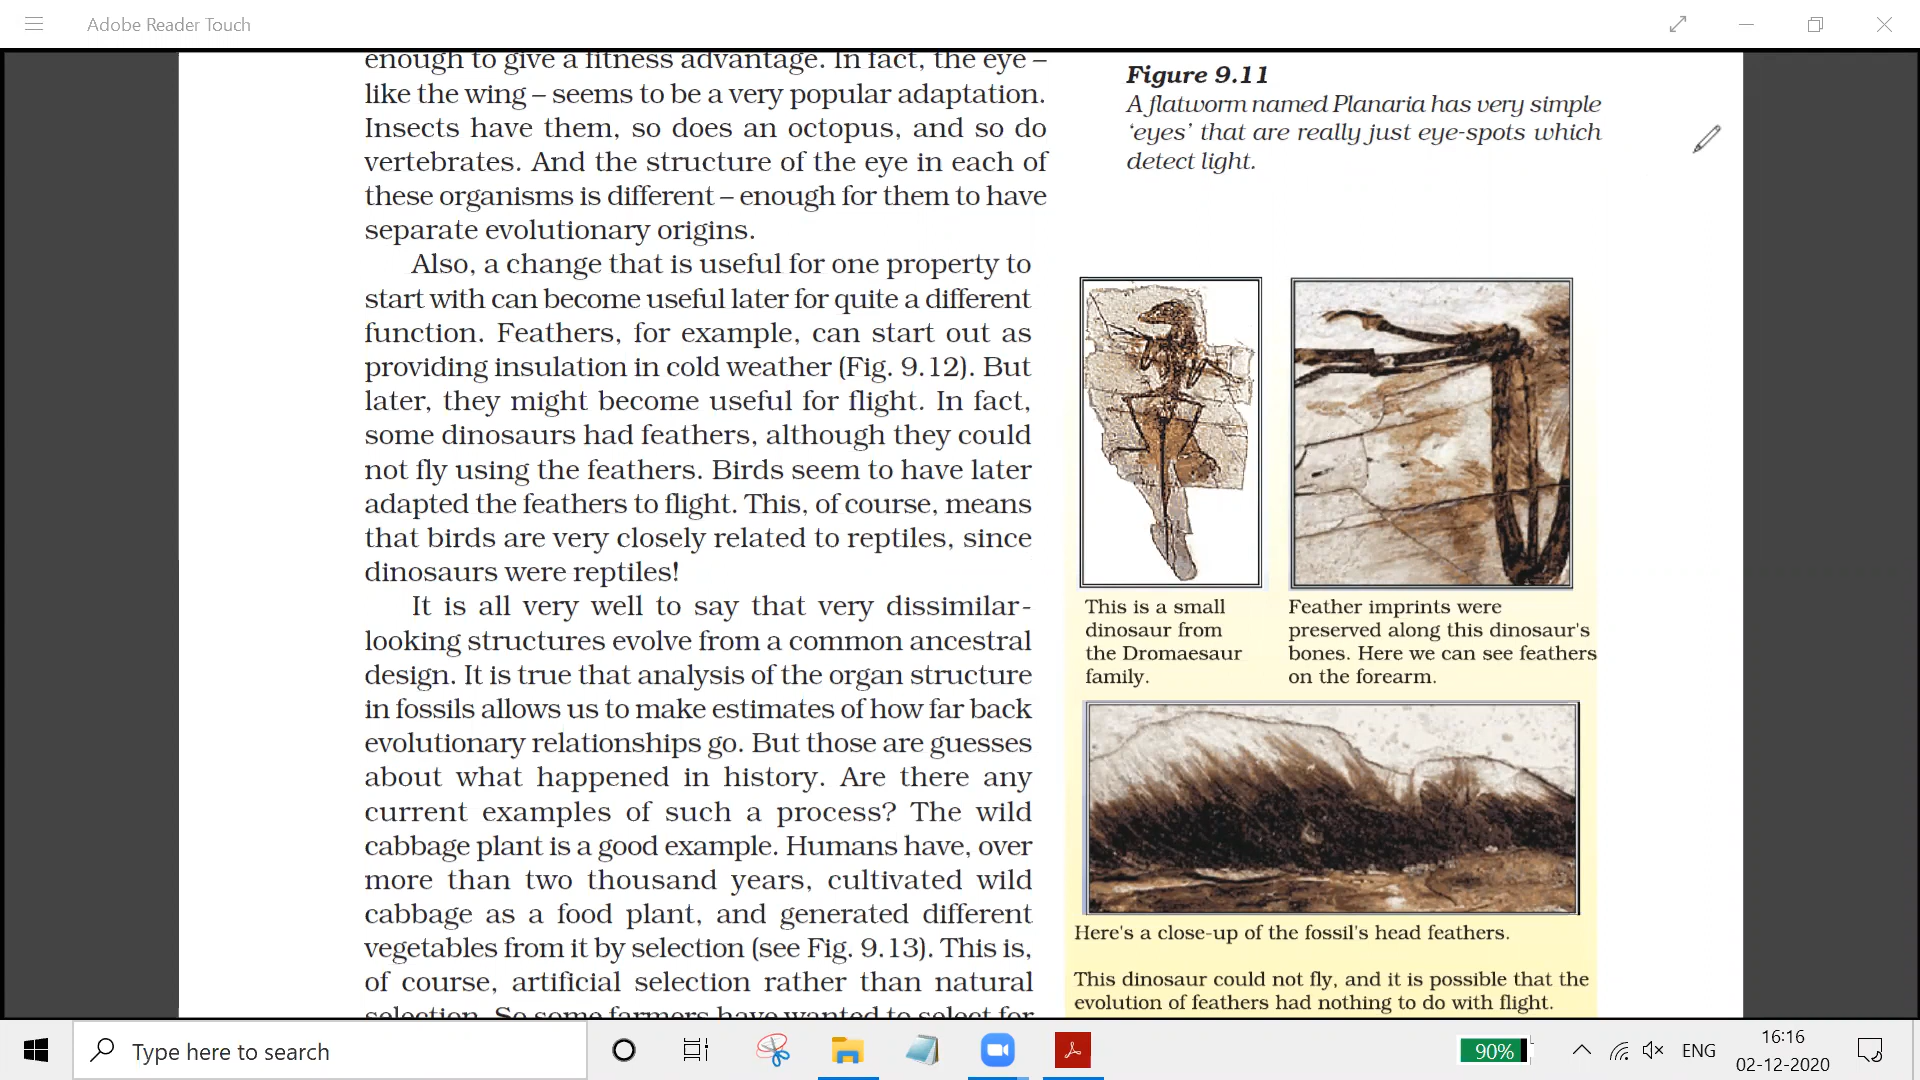 Adobe Reader Touch
enough to give a fitness advantage. In fact, the eye –
like the wing – seems to be a very popular adaptation.
Insects have them, so does an octopus, and so do
vertebrates. And the structure of the eye in each of
these organisms is different – enough for them to have
separate evolutionary origins.
Also, a change that is useful for one property to
start with can become useful later for quite a different
function. Feathers, for example, can start out as
providing insulation in cold weather (Fig. 9.12). But
later, they might become useful for flight. In fact,
some dinosaurs had feathers, although they could
not fly using the feathers. Birds seem to have later
adapted the feathers to flight. This, of course, means
that birds are very closely related to reptiles, since
dinosaurs were reptiles!
It is all very well to say that very dissimilar-
looking structures evolve from a common ancestral
design. It is true that analysis of the organ structure
in fossils allows us to make estimates of how far back
evolutionary relationships go. But those are guesses
about what happened in history. Are there any
current examples of such a process? The wild
cabbage plant is a good example. Humans have, over
more than two thousand years, cultivated wild
cabbage as a food plant, and generated different
vegetables from it by selection (see Fig. 9.13). This is,
of course, artificial selection rather than natural
selection. So some farmers have wanted to select for
Figure 9.11
A flatworm named Planaria has very simple
‘eyes’ that are really just eye-spots which
detect light.
This is a small
dinosaur from
the Dromaesaur
family.
Feather imprints were
preserved along this dinosaur's
bones. Here we can see feathers
on the forearm.
Here's a close-up of the fossil's head feathers.
This dinosaur could not fly, and it is possible that the
evolution of feathers had nothing to do with flight.
Type here to search
90%
ENG
16:16
02-12-2020